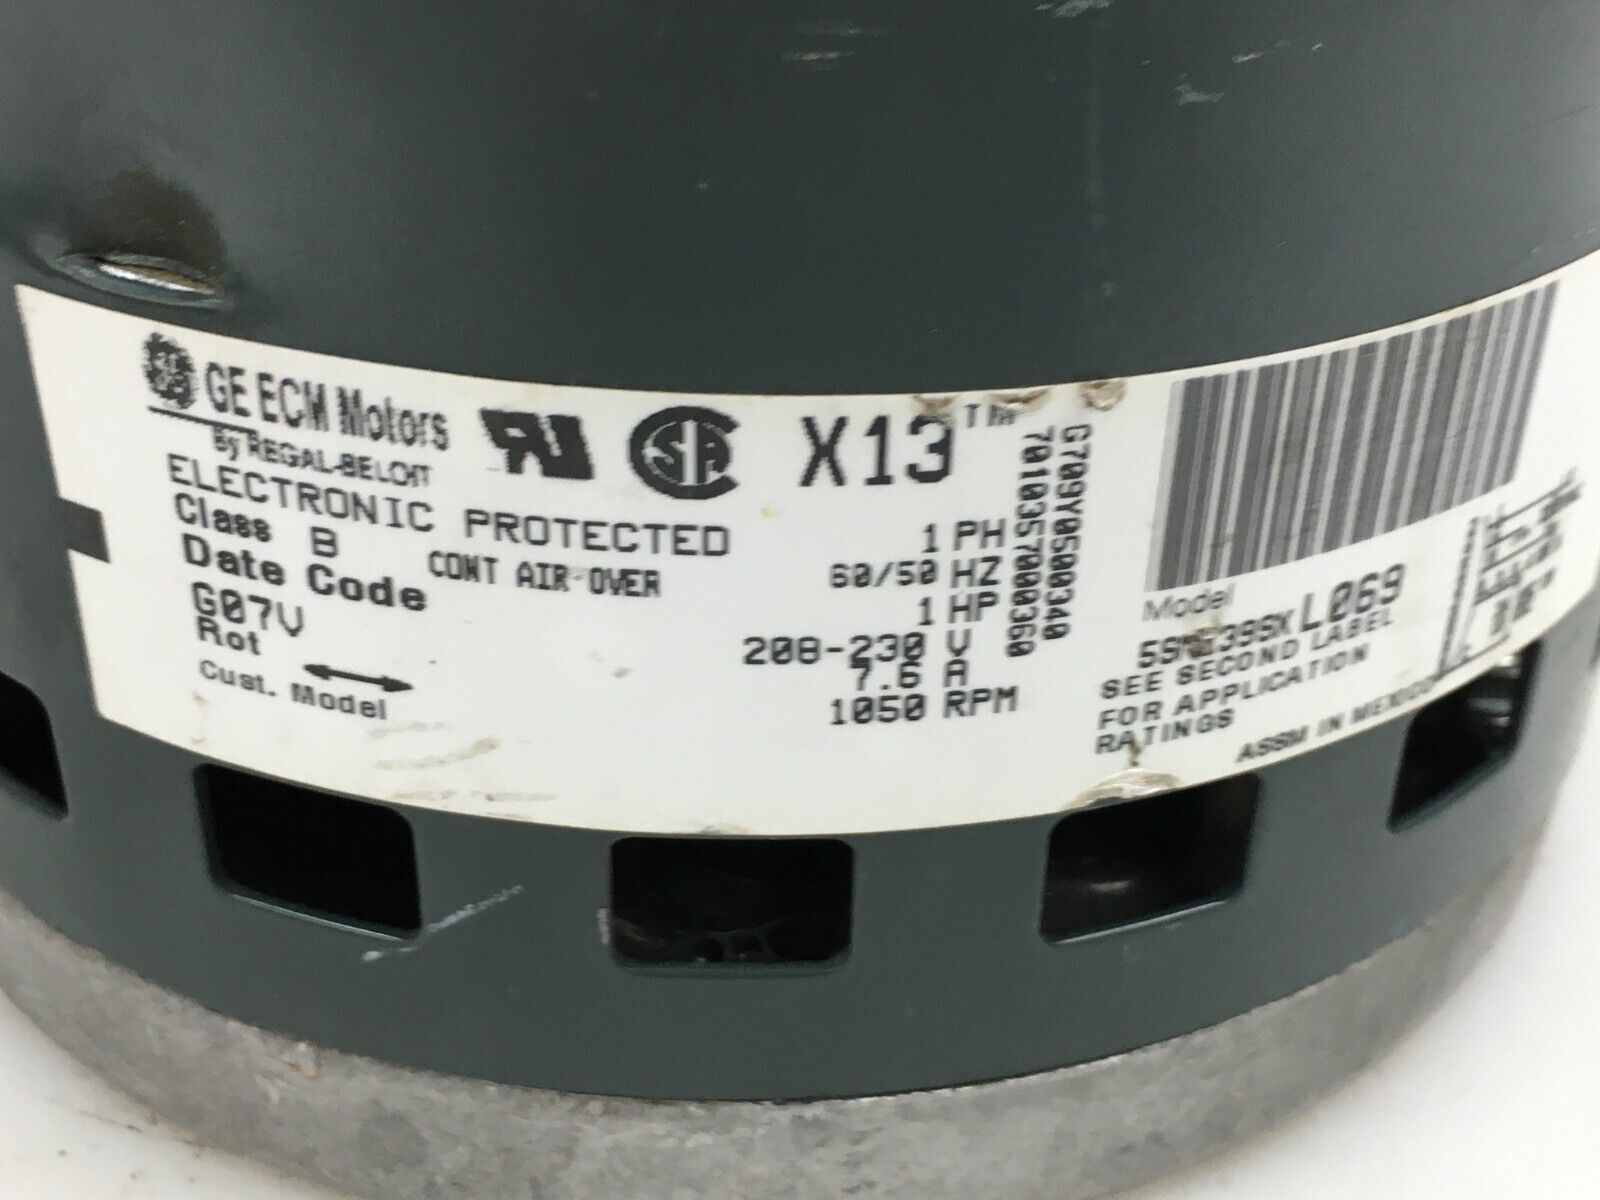 GE ECM Motors
By REGAL-BELOIT
ELECTRONIC PROTECTED
Class B
CONT AIR OVER
Date Code
G07V
Rot
Cust. Model
X13 TM
1 PH
60/50 HZ
1 HP
208-230 V
7.6 A
1050 RPM
G709Y0500340
7010357000360
Model
L069
SEE SECOND LABEL
FOR APPLICATION
RATINGS
ASSM IN MEXICO